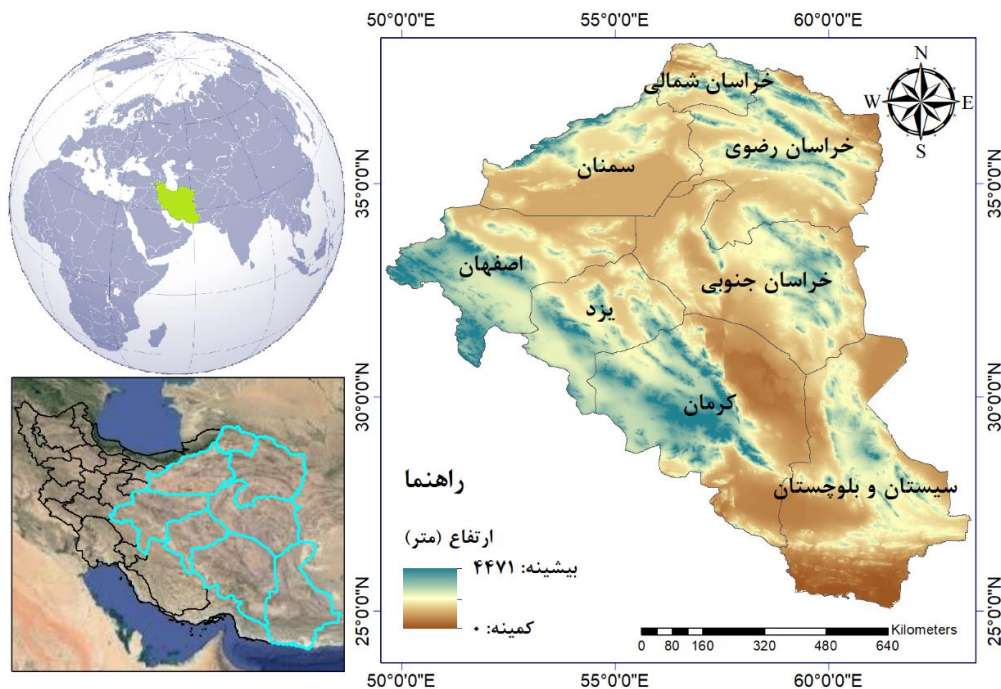 50°0'0"E 55°0'0"E 60°0'0"E
N
W E
S
خراسان شمالی
خراسان رضوی
سمنان
35°0'0"N
35°0'0"N
اصفهان
خراسان جنوبی
یزد
30°0'0"N
30°0'0"N
کرمان
راهنما
سیستان و بلوچستان
ارتفاع (متر)
بیشینه: ۴۴۷۱
کمینه: ۰
25°0'0"N
25°0'0"N
Kilometers
0 80 160 320 480 640
50°0'0"E 55°0'0"E 60°0'0"E